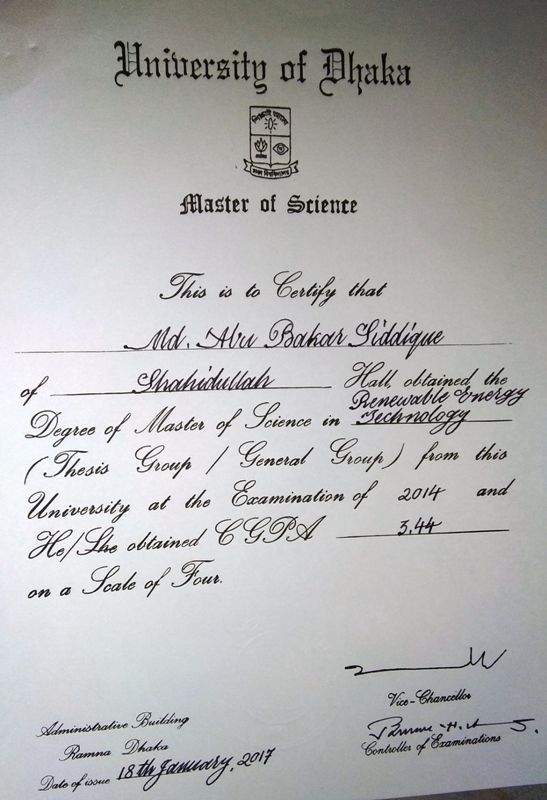 University of Dhaka
Master of Science
This is to Certify that
Md. Abu Bakar Siddique
of Shahidullah Hall, obtained the
Degree of Master of Science in Renewable Energy Technology
(Thesis Group / General Group) from this
University at the Examination of 2014 and
He/She obtained CGPA 3.44
on a Scale of Four.
Vice-Chancellor
Administrative Building
Ramna Dhaka
Controller of Examinations
Date of issue 18th January, 2017